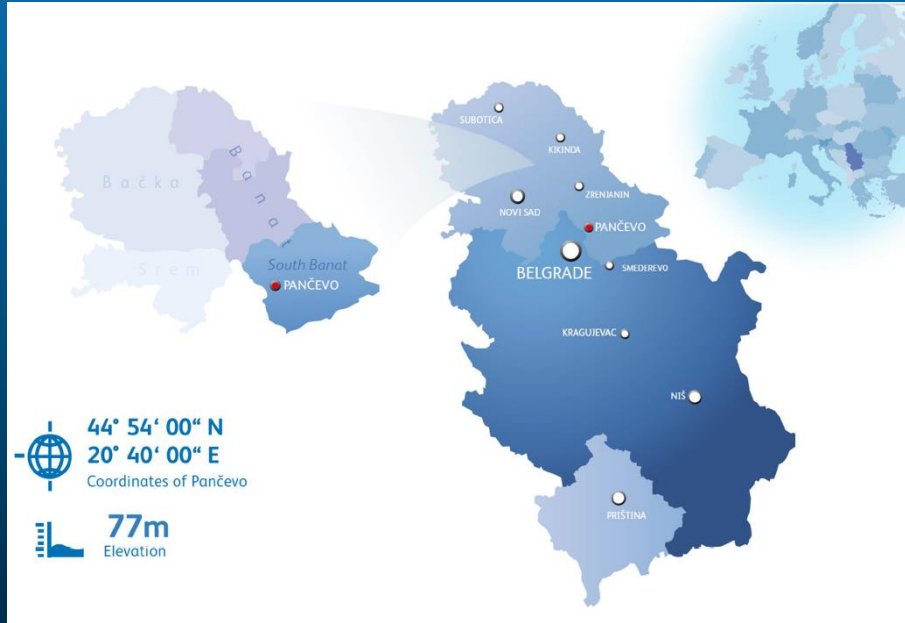 Bačka
Banat
Srem
South Banat
PANČEVO
SUBOTICA
KIKINDA
ZRENJANIN
NOVI SAD
PANČEVO
BELGRADE
SMEDEREVO
KRAGUJEVAC
NIŠ
PRIŠTINA
44° 54‘ 00“ N
20° 40‘ 00“ E
Coordinates of Pančevo
77m
Elevation